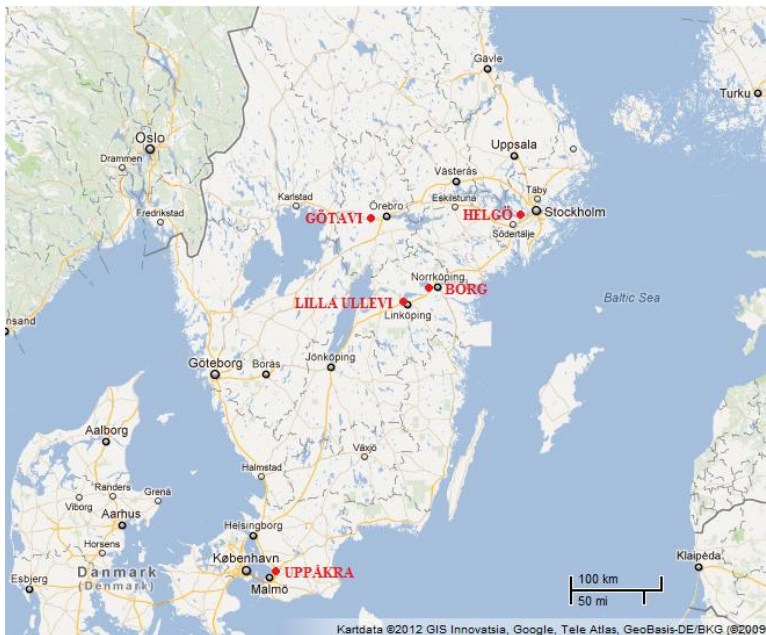 Gävle
Turku
Oslo
Uppsala
Drammen
Västerås
Täby
Karlstad
Eskilstuna
Örebro
HELGÖ
Stockholm
Fredrikstad
GÖTAVI
Södertälje
Norrköping
BORG
Baltic Sea
LILLA ULLEVI
Linköping
nsand
Göteborg
Borås
Jönköping
Aalborg
Växjö
Halmstad
Randers
Grenå
Viborg
Aarhus
Helsingborg
Horsens
København
Klaipėda
Danmark
(Denmark)
UPPÅKRA
Esbjerg
Malmö
100 km
50 mi
Kartdata ©2012 GIS Innovatsia, Google, Tele Atlas, GeoBasis-DE/BKG (©2009